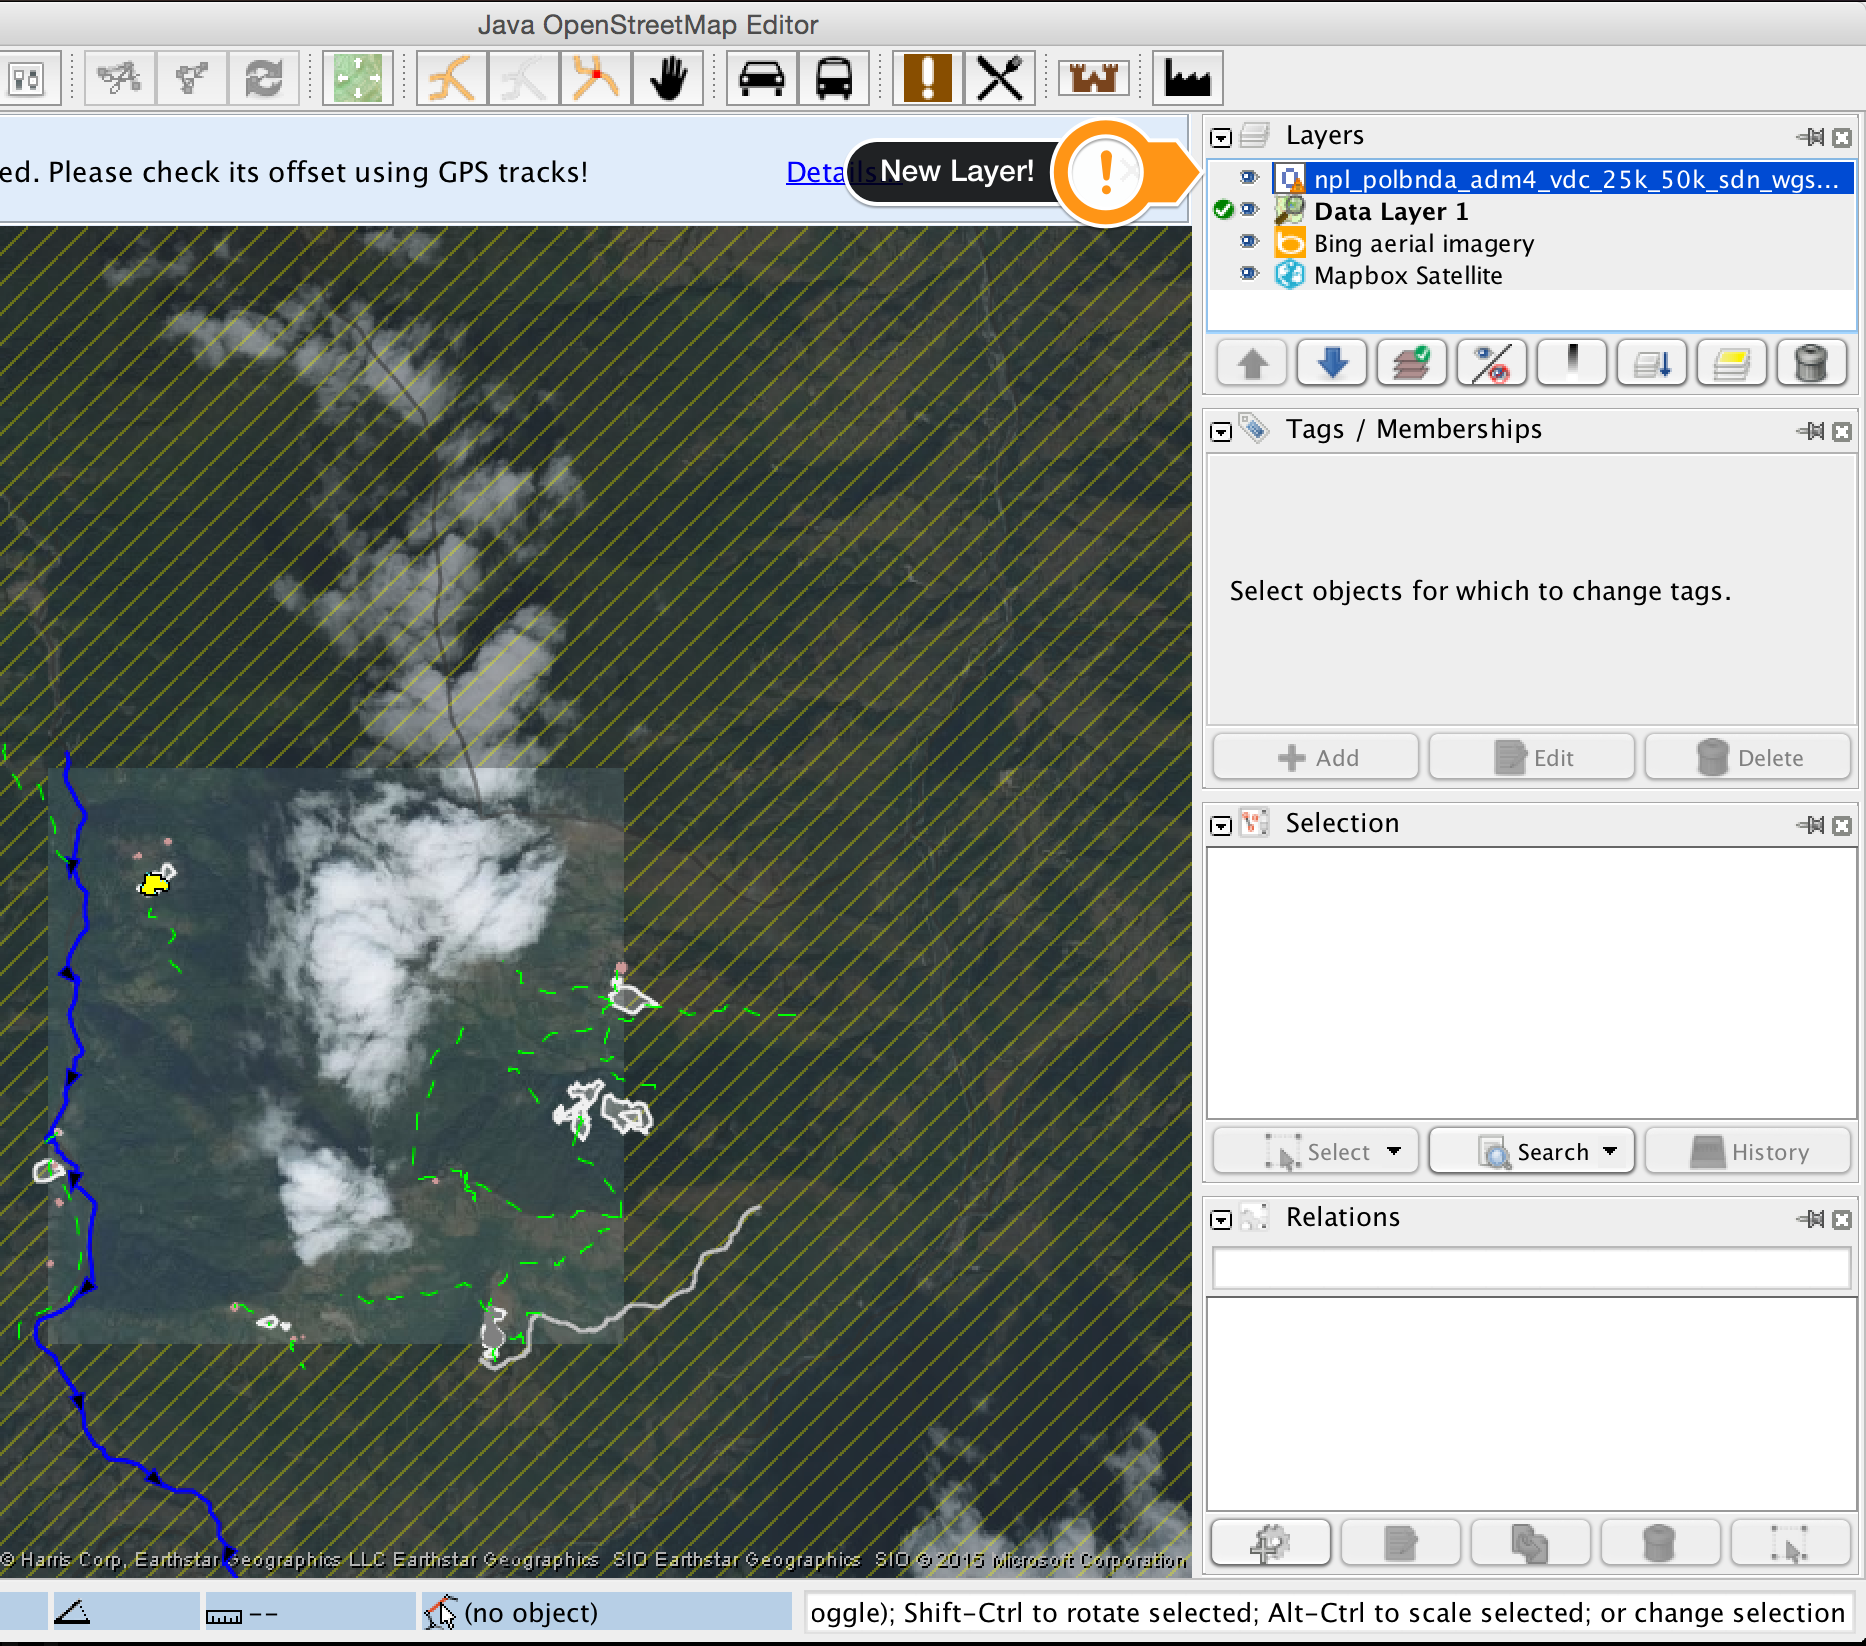 Java OpenStreetMap Editor
ed. Please check its offset using GPS tracks!
Details
New Layer!
Layers
npl_polbnda_adm4_vdc_25k_50k_sdn_wgs...
Data Layer 1
Bing aerial imagery
Mapbox Satellite
Tags / Memberships
Select objects for which to change tags.
Add
Edit
Delete
Selection
Select
Search
History
Relations
© Harris Corp, Earthstar Geographics LLC Earthstar Geographics SIO Earthstar Geographics SIO © 2015 Microsoft Corporation
--
(no object)
oggle); Shift-Ctrl to rotate selected; Alt-Ctrl to scale selected; or change selection